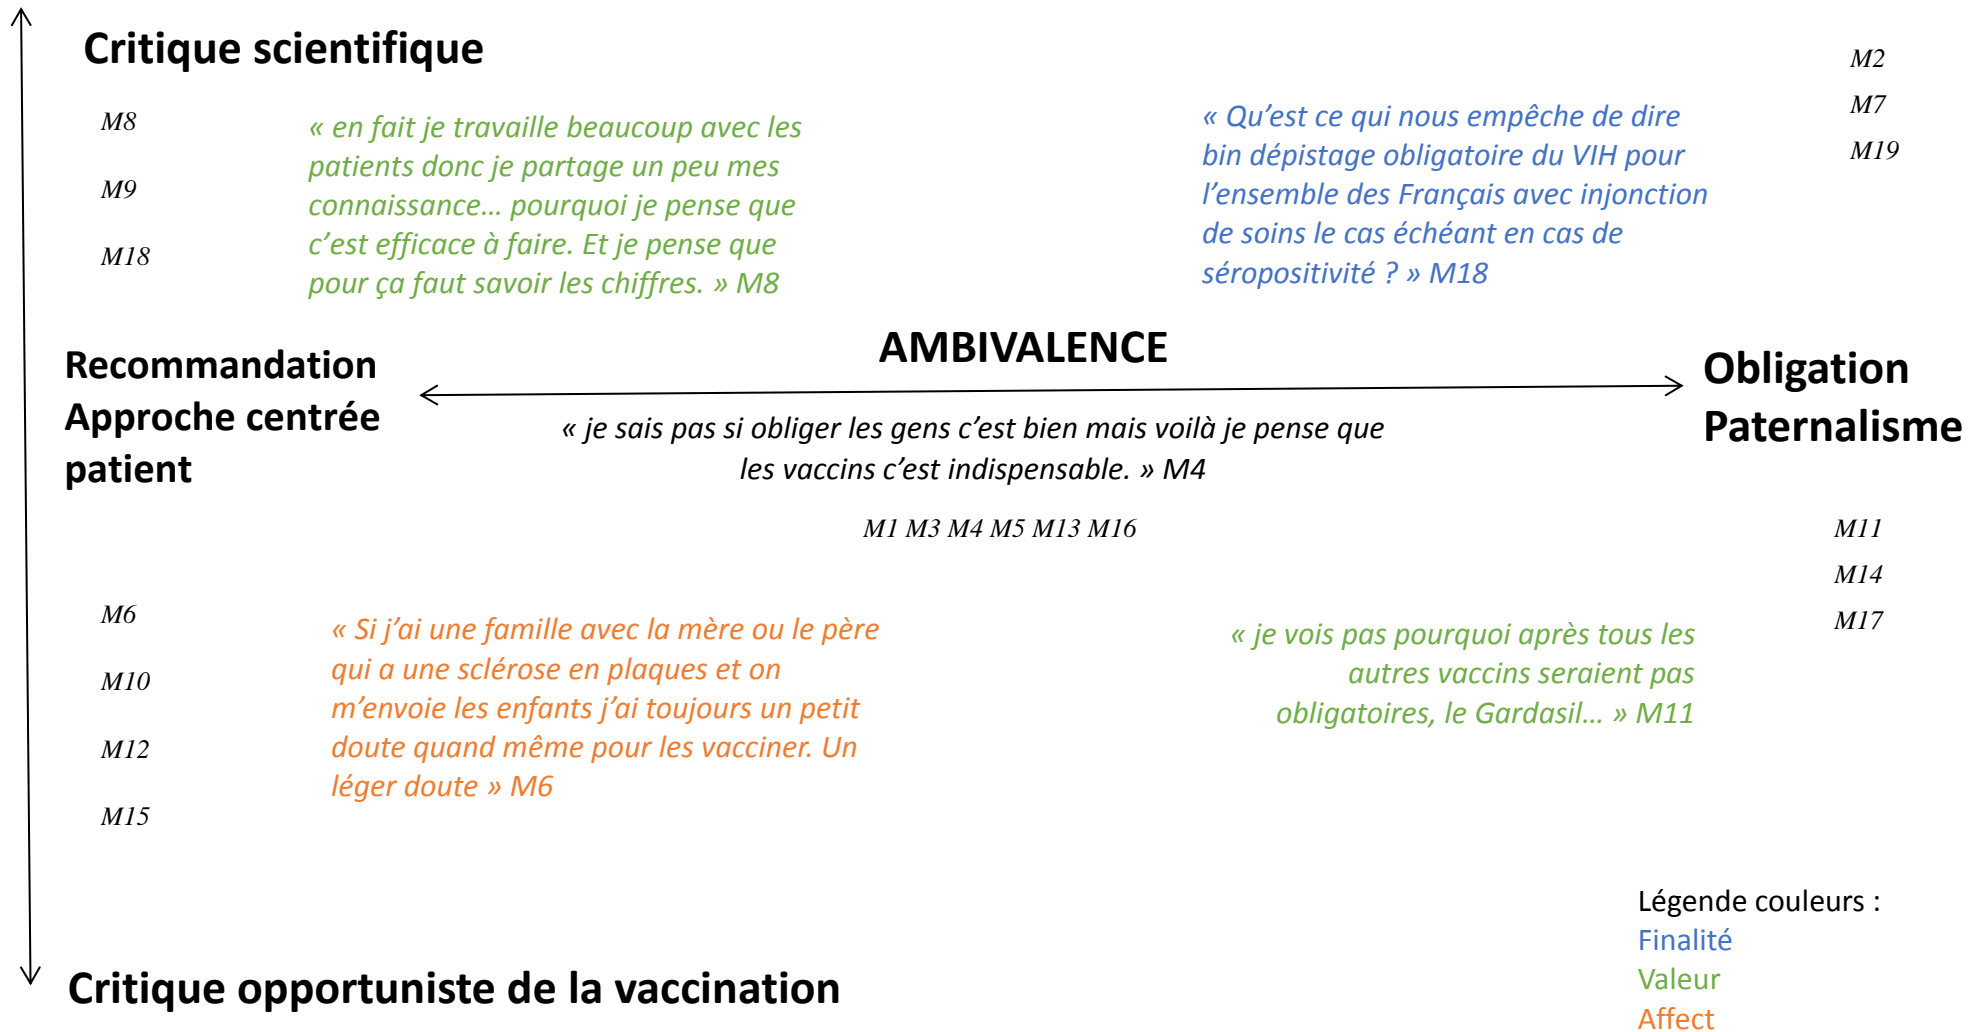 Critique scientifique
M8
M9
M18
« en fait je travaille beaucoup avec les
patients donc je partage un peu mes
connaissance… pourquoi je pense que
c’est efficace à faire. Et je pense que
pour ça faut savoir les chiffres. » M8
« Qu’est ce qui nous empêche de dire
bin dépistage obligatoire du VIH pour
l’ensemble des Français avec injonction
de soins le cas échéant en cas de
séropositivité ? » M18
M2
M7
M19
Recommandation
Approche centrée
patient
AMBIVALENCE
« je sais pas si obliger les gens c’est bien mais voilà je pense que
les vaccins c’est indispensable. » M4
M1 M3 M4 M5 M13 M16
Obligation
Paternalisme
M6
M10
M12
M15
« Si j’ai une famille avec la mère ou le père
qui a une sclérose en plaques et on
m’envoie les enfants j’ai toujours un petit
doute quand même pour les vacciner. Un
léger doute » M6
« je vois pas pourquoi après tous les
autres vaccins seraient pas
obligatoires, le Gardasil… » M11
M11
M14
M17
Critique opportuniste de la vaccination
Légende couleurs :
Finalité
Valeur
Affect